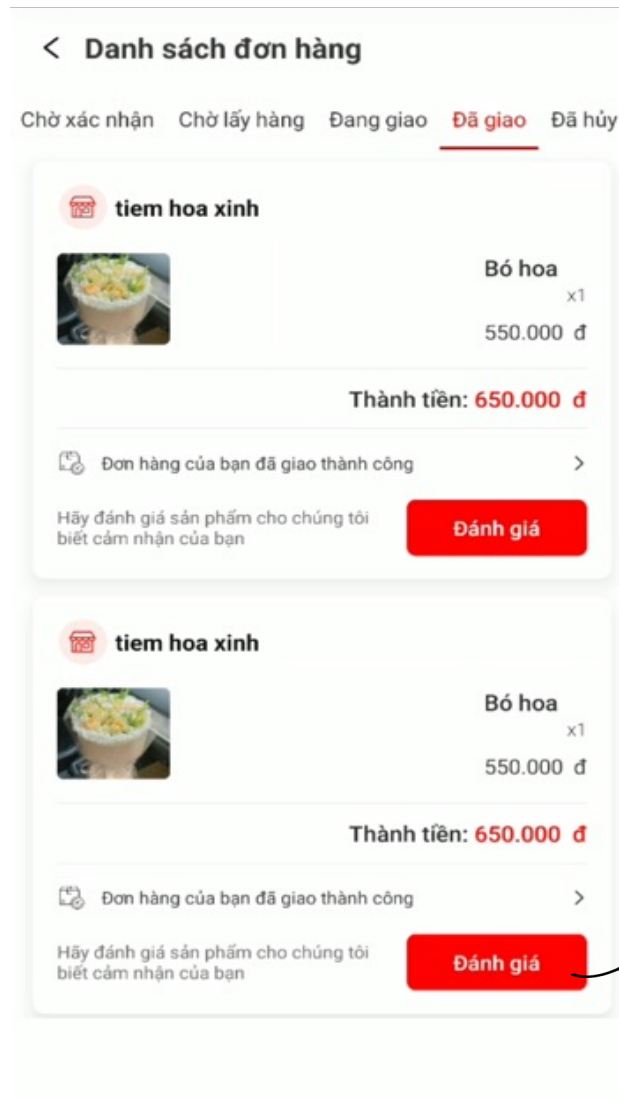 Danh sách đơn hàng
Chờ xác nhận Chờ lấy hàng Đang giao Đã giao Đã hủy
tiem hoa xinh
Bó hoa
x1
550.000 đ
Thành tiền: 650.000 đ
Đơn hàng của bạn đã giao thành công
Hãy đánh giá sản phẩm cho chúng tôi
biết cảm nhận của bạn
Đánh giá
tiem hoa xinh
Bó hoa
x1
550.000 đ
Thành tiền: 650.000 đ
Đơn hàng của bạn đã giao thành công
Hãy đánh giá sản phẩm cho chúng tôi
biết cảm nhận của bạn
Đánh giá